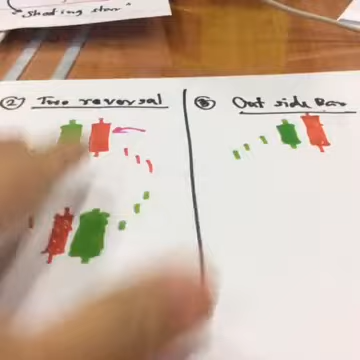 "Shooting star"
② Two reversal
③ Out side Bar